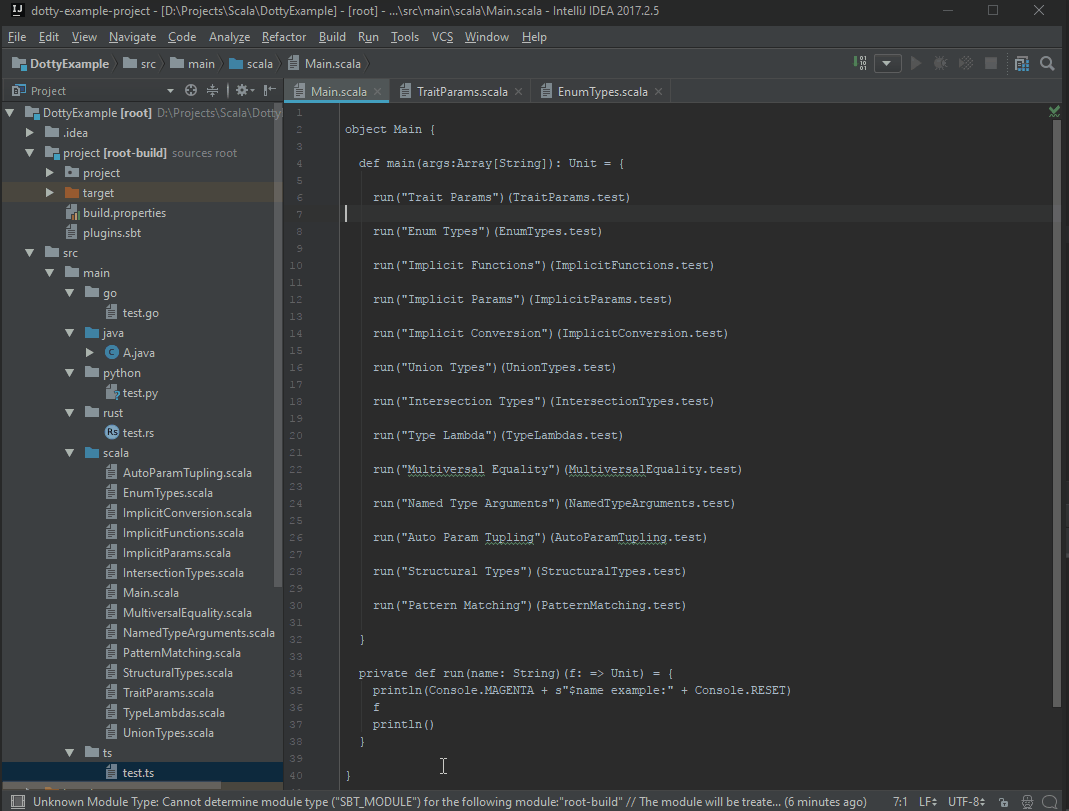 dotty-example-project - [D:\Projects\Scala\DottyExample] - [root] - ...\src\main\scala\Main.scala - IntelliJ IDEA 2017.2.5
File Edit View Navigate Code Analyze Refactor Build Run Tools VCS Window Help
DottyExample src main scala Main.scala
Project
Main.scala TraitParams.scala EnumTypes.scala
DottyExample [root] D:\Projects\Scala\Dotty
.idea
project [root-build] sources root
project
target
build.properties
plugins.sbt
src
main
go
test.go
java
A.java
python
test.py
rust
test.rs
scala
AutoParamTupling.scala
EnumTypes.scala
ImplicitConversion.scala
ImplicitFunctions.scala
ImplicitParams.scala
IntersectionTypes.scala
Main.scala
MultiversalEquality.scala
NamedTypeArguments.scala
PatternMatching.scala
StructuralTypes.scala
TraitParams.scala
TypeLambdas.scala
UnionTypes.scala
ts
test.ts
1
2 object Main {
3
4 def main(args:Array[String]): Unit = {
5
6 run("Trait Params")(TraitParams.test)
7
8 run("Enum Types")(EnumTypes.test)
9
10 run("Implicit Functions")(ImplicitFunctions.test)
11
12 run("Implicit Params")(ImplicitParams.test)
13
14 run("Implicit Conversion")(ImplicitConversion.test)
15
16 run("Union Types")(UnionTypes.test)
17
18 run("Intersection Types")(IntersectionTypes.test)
19
20 run("Type Lambda")(TypeLambdas.test)
21
22 run("Multiversal Equality")(MultiversalEquality.test)
23
24 run("Named Type Arguments")(NamedTypeArguments.test)
25
26 run("Auto Param Tupling")(AutoParamTupling.test)
27
28 run("Structural Types")(StructuralTypes.test)
29
30 run("Pattern Matching")(PatternMatching.test)
31
32 }
33
34 private def run(name: String)(f: => Unit) = {
35 println(Console.MAGENTA + s"$name example:" + Console.RESET)
36 f
37 println()
38 }
39
40 }
Unknown Module Type: Cannot determine module type ("SBT_MODULE") for the following module:"root-build" // The module will be treate... (6 minutes ago) 7:1 LF UTF-8